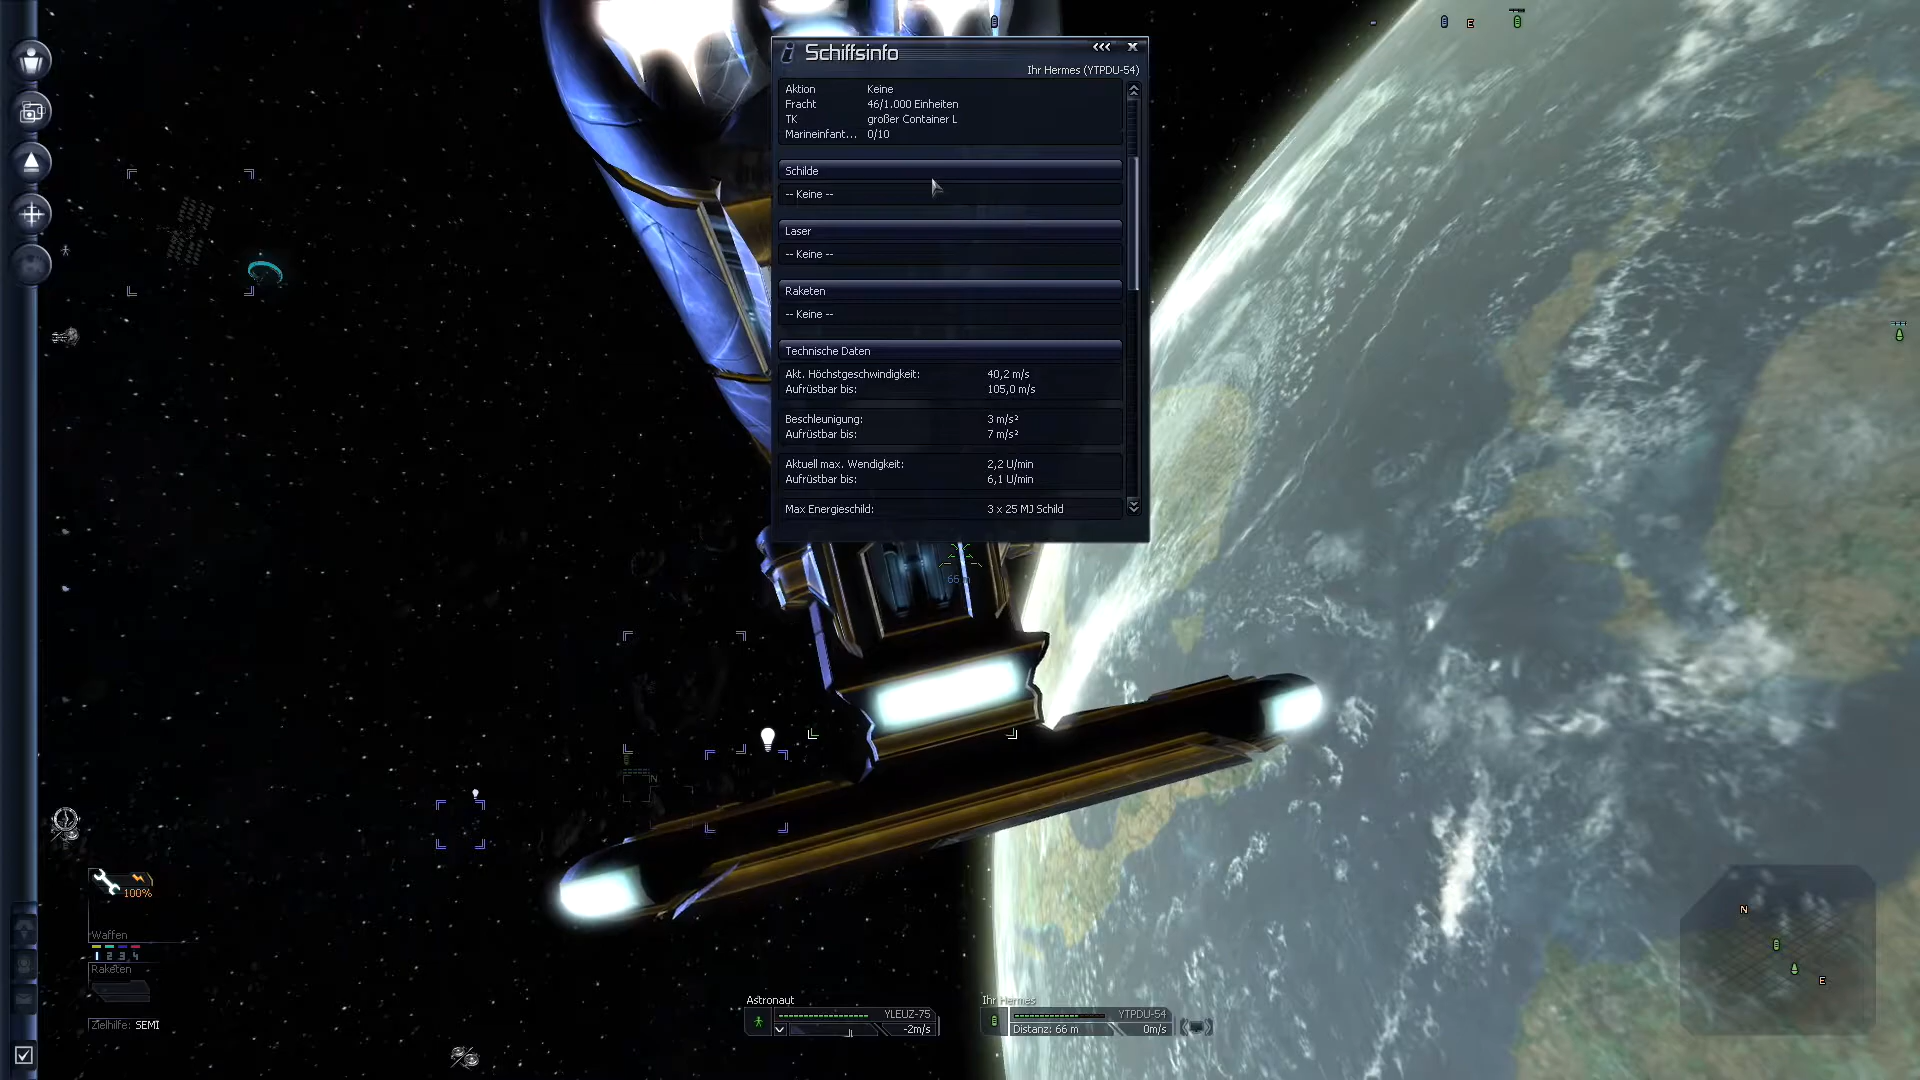 Schiffsinfo
Ihr Hermes (YTPDU-54)
Aktion Keine
Fracht 46/1.000 Einheiten
TK großer Container L
Marineinfant... 0/10
Schilde
-- Keine --
Laser
-- Keine --
Raketen
-- Keine --
Technische Daten
Akt. Höchstgeschwindigkeit: 40,2 m/s
Aufrüstbar bis: 105,0 m/s
Beschleunigung: 3 m/s²
Aufrüstbar bis: 7 m/s²
Aktuell max. Wendigkeit: 2,2 U/min
Aufrüstbar bis: 6,1 U/min
Max Energieschild: 3 x 25 MJ Schild
E
N
N
E
100%
Waffen
1 2 3 4
Raketen
Zielhilfe: SEMI
Astronaut
YLEUZ-75
-2m/s
Ihr Hermes
YTPDU-54
Distanz: 66 m 0m/s